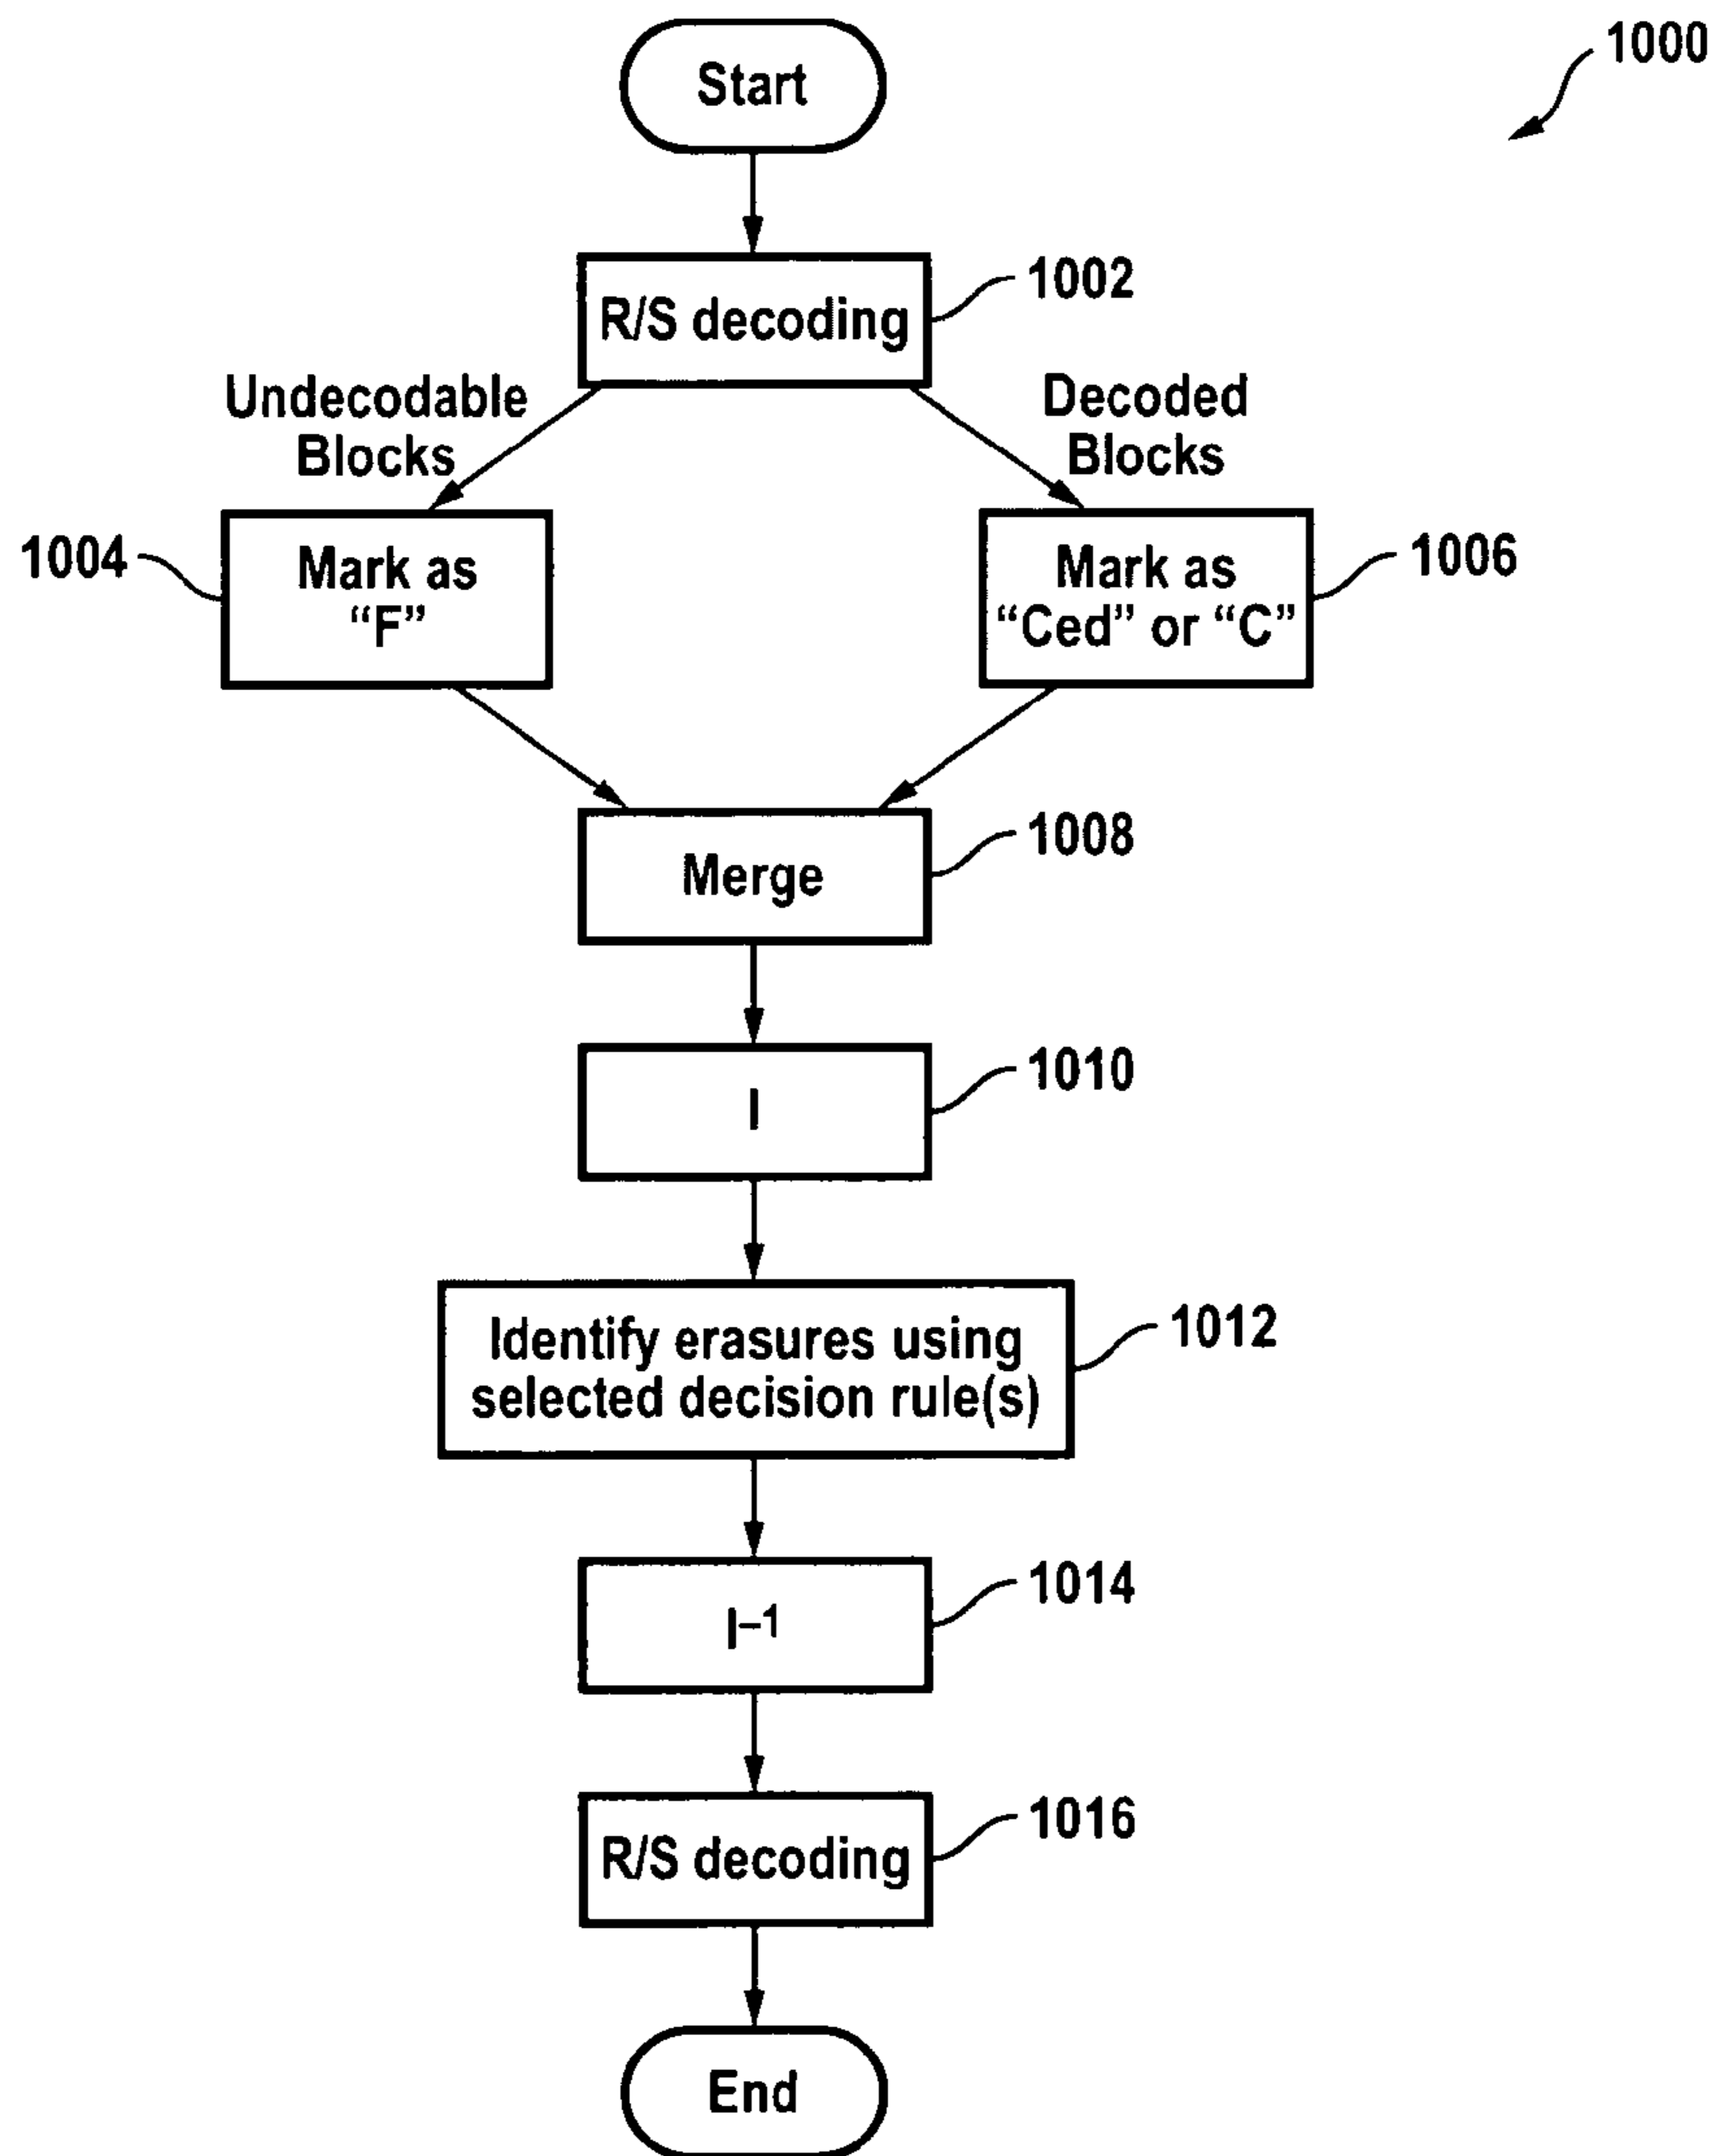 1000
Start
R/S decoding
1002
Undecodable
Blocks
Decoded
Blocks
1004
Mark as
“F”
Mark as
“Ced” or “C”
1006
Merge
1008
I
1010
Identify erasures using
selected decision rule(s)
1012
I–1
1014
R/S decoding
1016
End